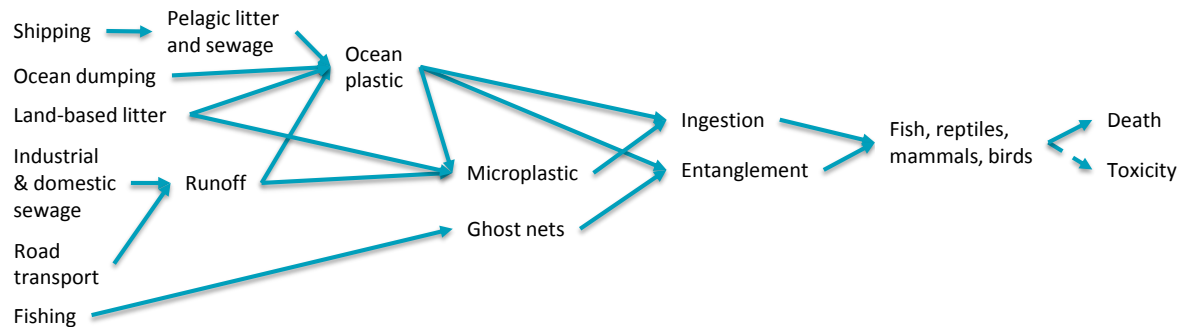 Shipping
Pelagic litter
and sewage
Ocean
plastic
Ocean dumping
Land-based litter
Industrial
& domestic
sewage
Runoff
Road
transport
Fishing
Microplastic
Ghost nets
Ingestion
Entanglement
Fish, reptiles,
mammals, birds
Death
Toxicity